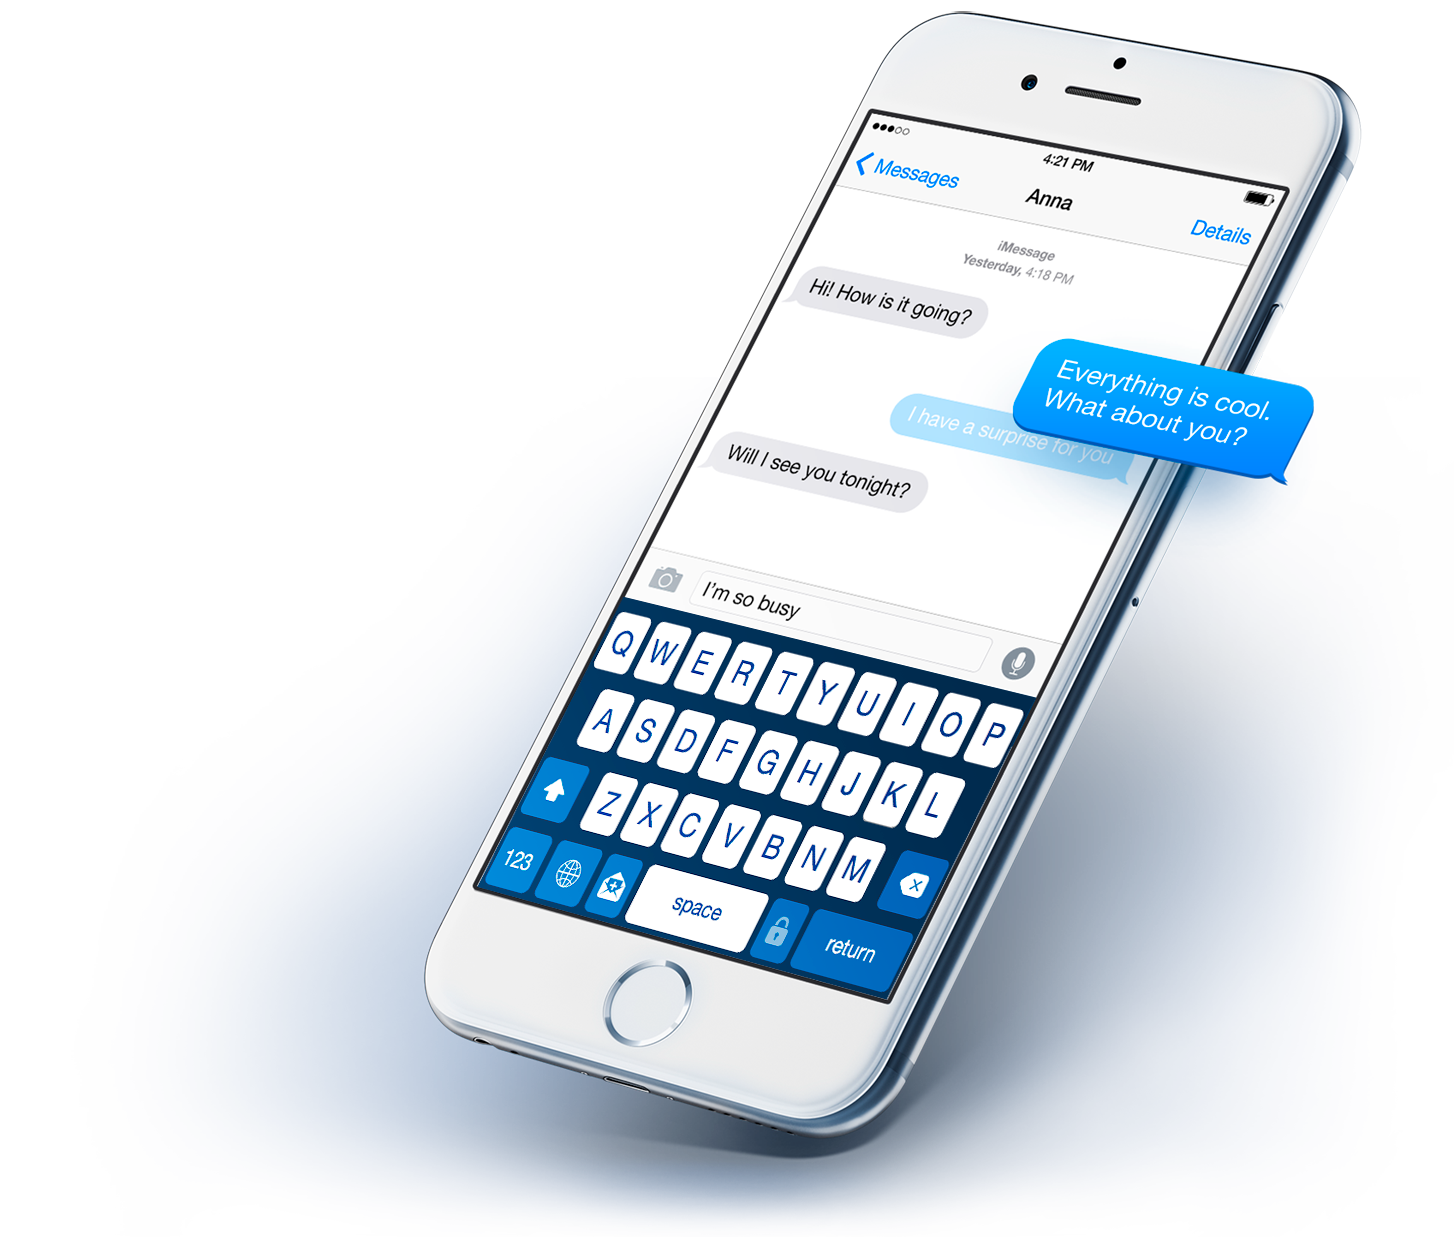 4:21 PM
Messages
Anna
Details
iMessage
Yesterday, 4:18 PM
Hi! How is it going?
Everything is cool.
What about you?
I have a surprise for you
Will I see you tonight?
I'm so busy
Q W E R T Y U I O P
A S D F G H J K L
Z X C V B N M
123 space return